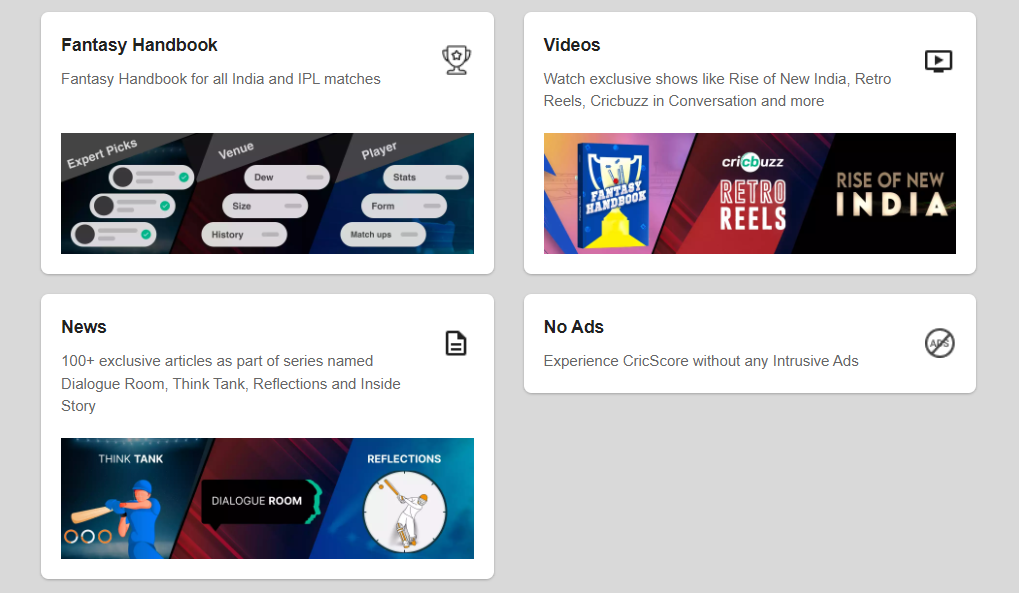 Fantasy Handbook
Fantasy Handbook for all India and IPL matches
Expert Picks
Venue
Player
Dew
Size
History
Stats
Form
Match ups
Videos
Watch exclusive shows like Rise of New India, Retro
Reels, Cricbuzz in Conversation and more
FANTASY
HANDBOOK
cricbuzz
RETRO
REELS
RISE OF NEW
INDIA
News
100+ exclusive articles as part of series named
Dialogue Room, Think Tank, Reflections and Inside
Story
THINK TANK
DIALOGUE ROOM
REFLECTIONS
No Ads
Experience CricScore without any Intrusive Ads
ADS